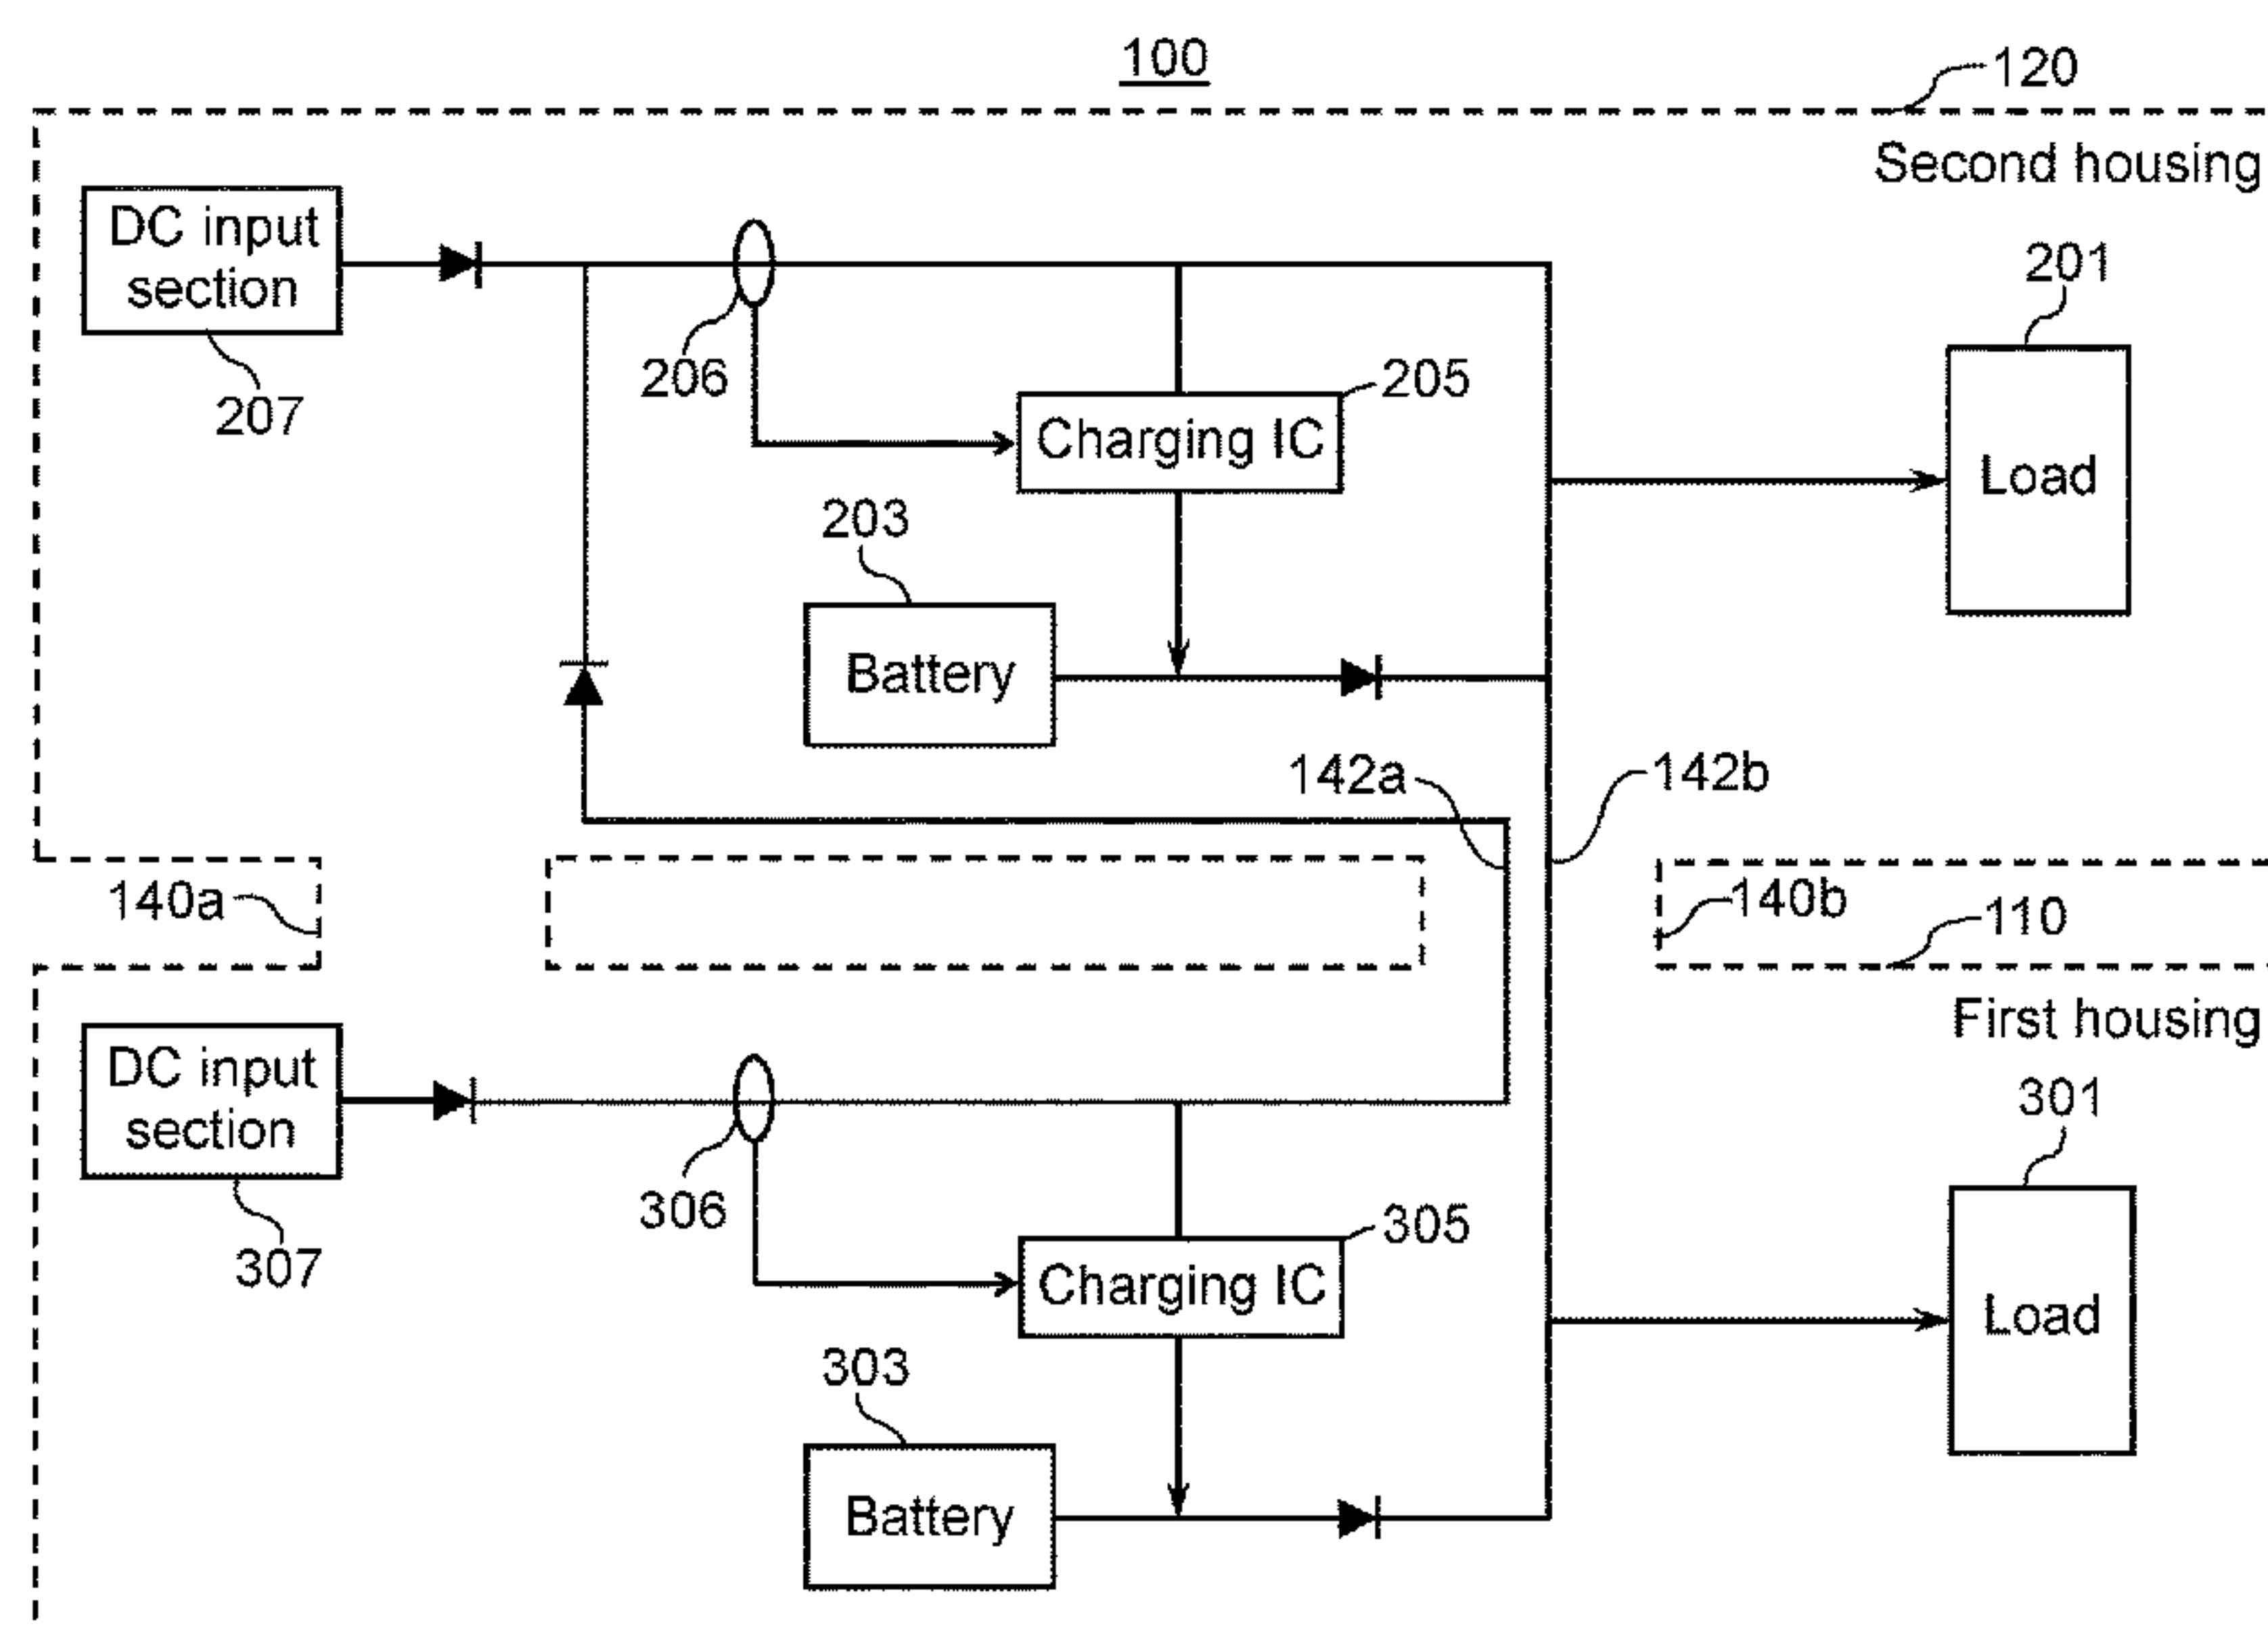 100
120
Second housing
DC input
section
207
206
201
Charging IC
205
Load
203
Battery
142a
142b
140a
140b
110
First housing
DC input
section
307
306
301
Charging IC
305
Load
303
Battery